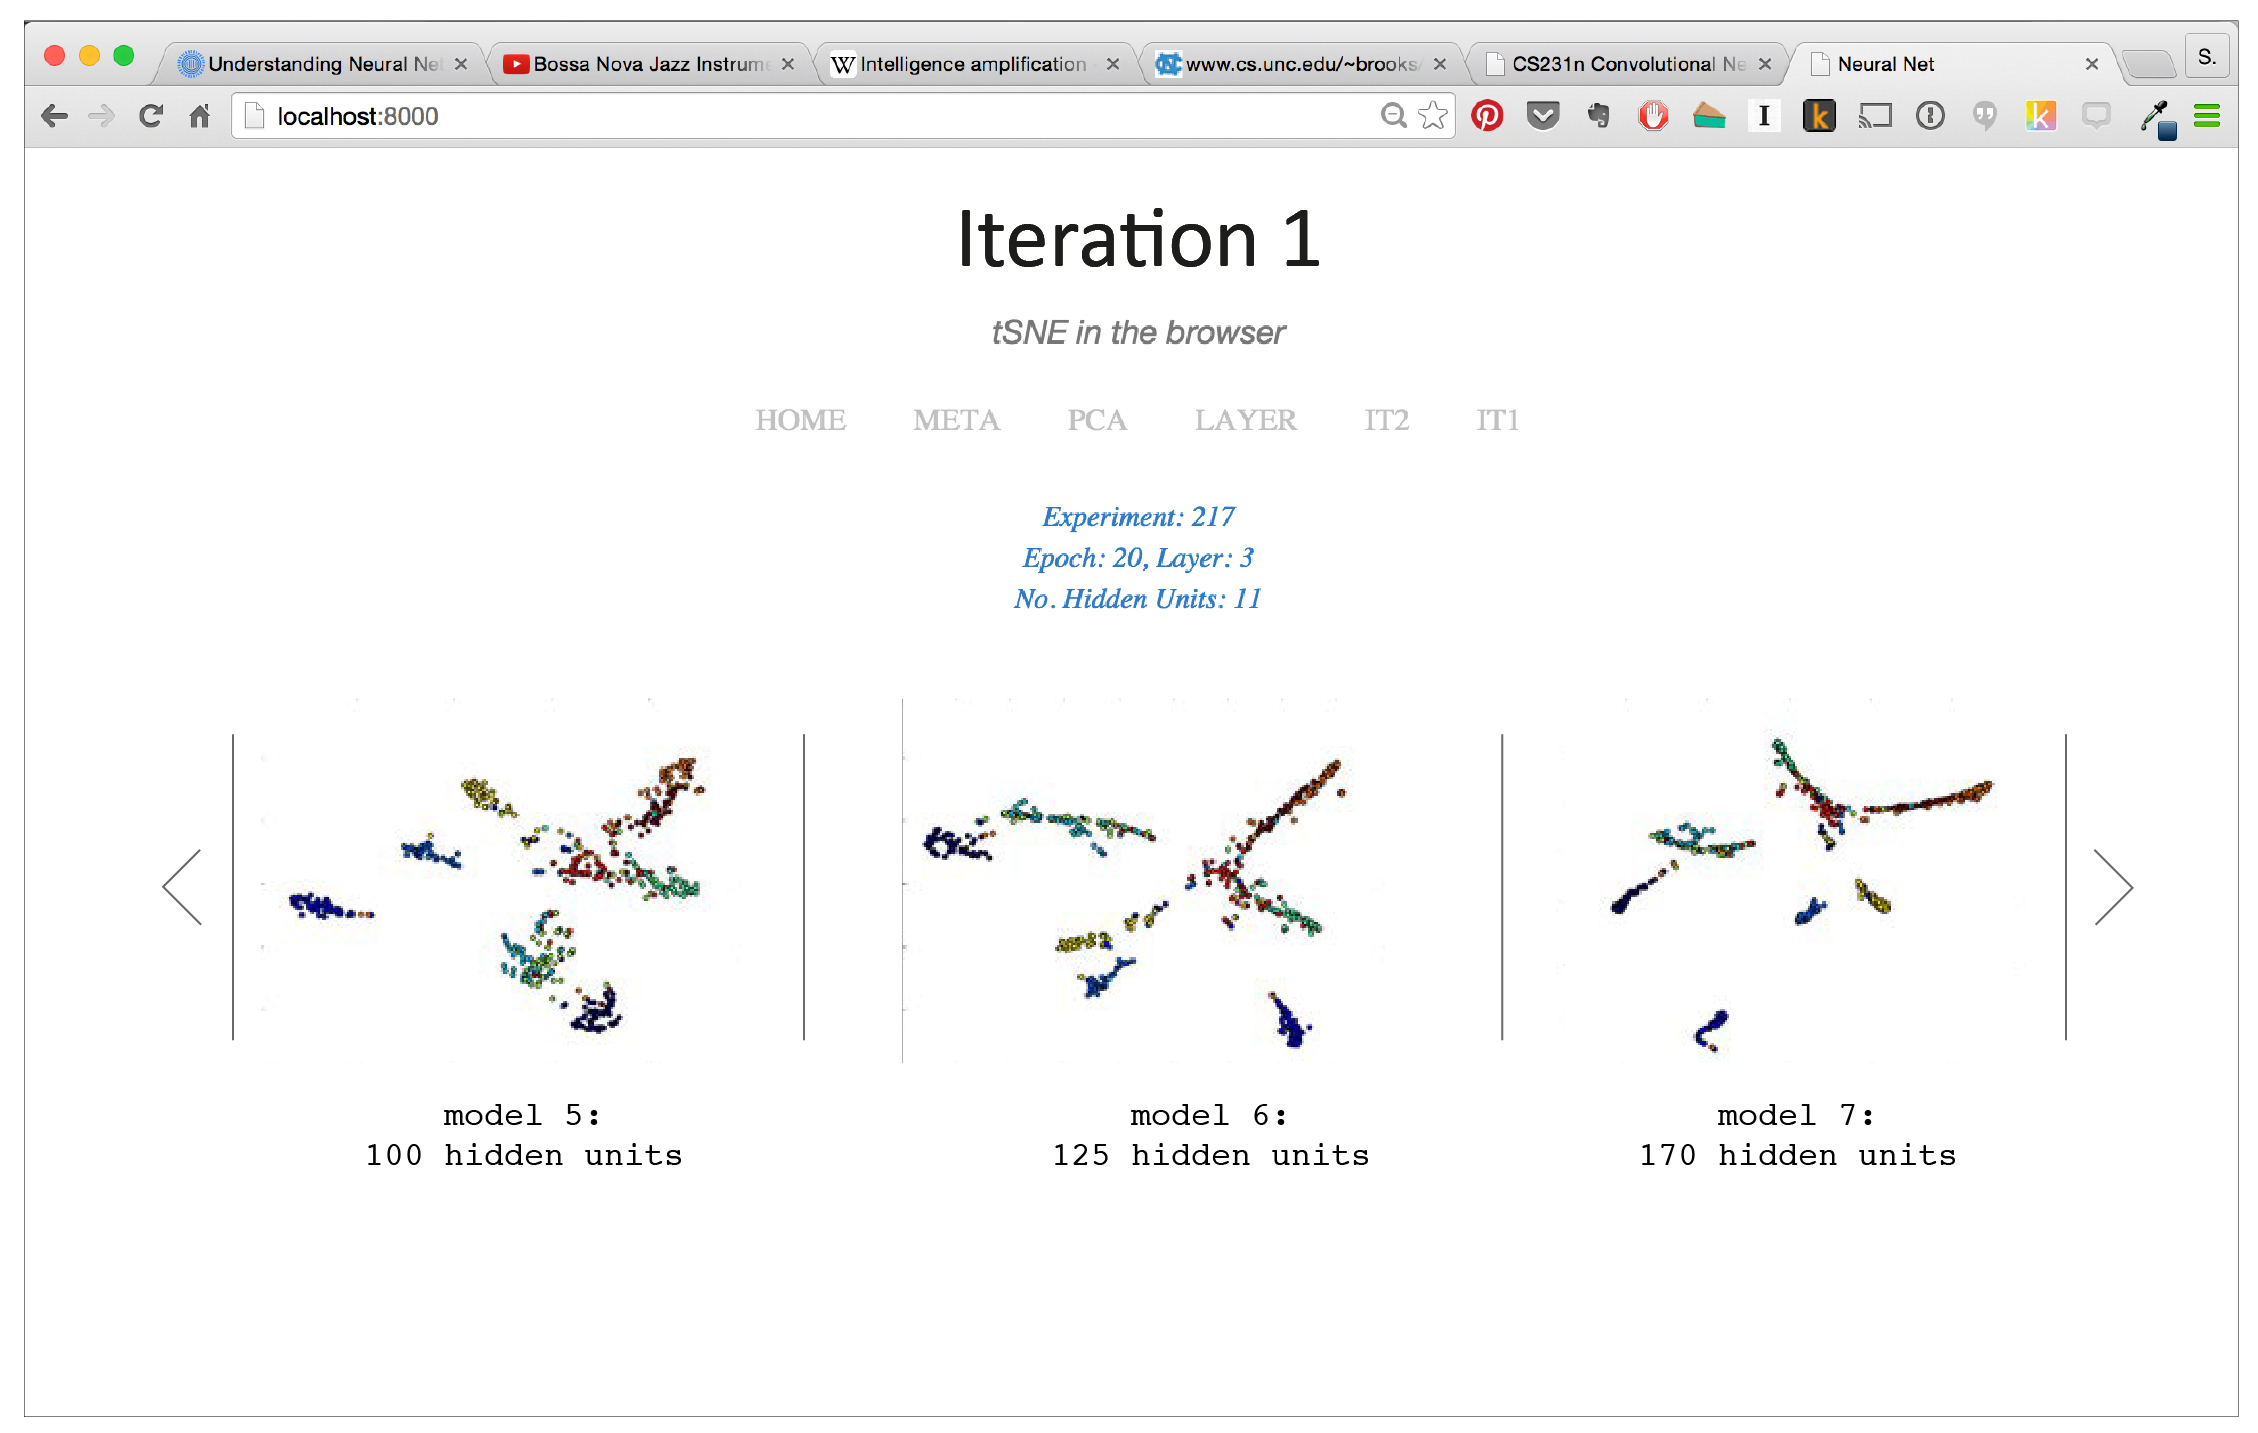 Understanding Neural Net
Bossa Nova Jazz Instrume
W Intelligence amplification -
www.cs.unc.edu/~brooks/
CS231n Convolutional Ne
Neural Net
S.
localhost:8000
Iteration 1
tSNE in the browser
HOME META PCA LAYER IT2 IT1
Experiment: 217
Epoch: 20, Layer: 3
No. Hidden Units: 11
model 5:
100 hidden units
model 6:
125 hidden units
model 7:
170 hidden units